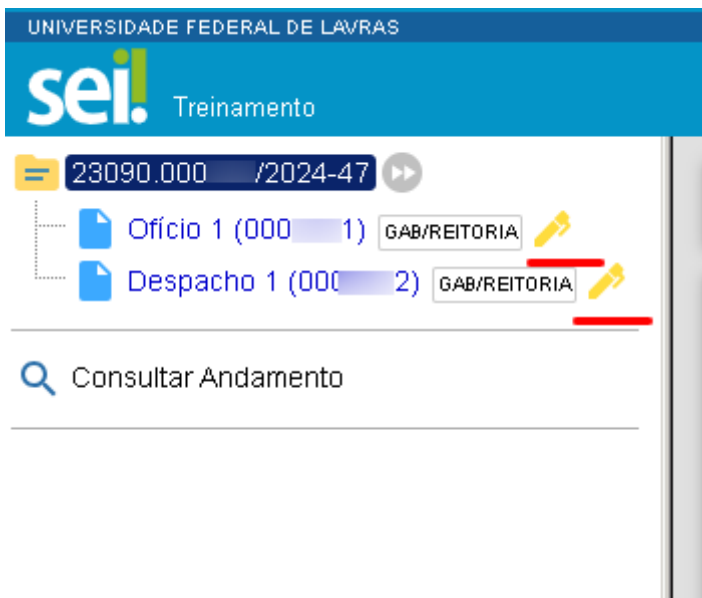 UNIVERSIDADE FEDERAL DE LAVRAS
sei! Treinamento
23090.000 /2024-47
Ofício 1 (000 1) GAB/REITORIA
Despacho 1 (000 2) GAB/REITORIA
Consultar Andamento